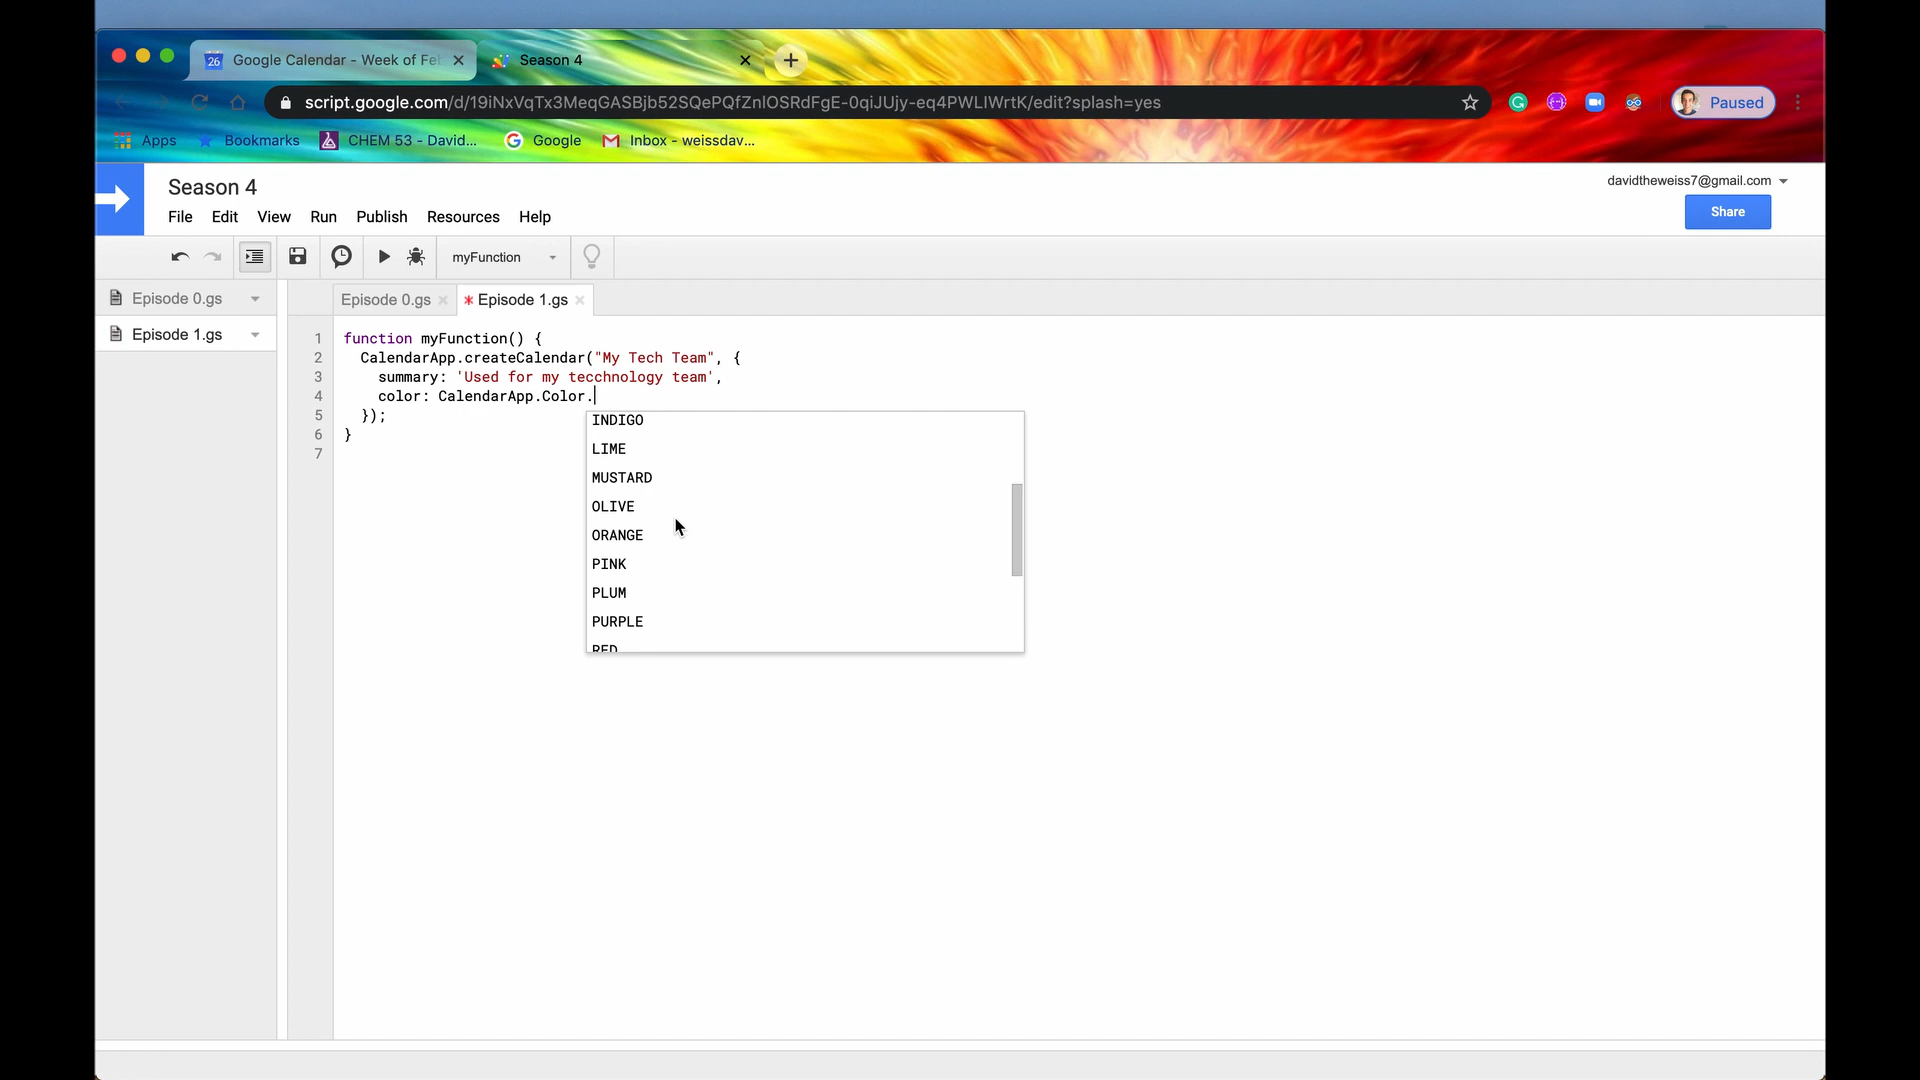 Google Calendar - Week of Fe
Season 4
script.google.com/d/19iNxVqTx3MeqGASBjb52SQePQfZnlOSRdFgE-0qiJUjy-eq4PWLIWrtK/edit?splash=yes
Paused
Apps
Bookmarks
CHEM 53 - David...
Google
Inbox - weissdav...
Season 4
davidtheweiss7@gmail.com
File Edit View Run Publish Resources Help
Share
myFunction
Episode 0.gs
Episode 1.gs
Episode 0.gs
* Episode 1.gs
1 function myFunction() {
2 CalendarApp.createCalendar("My Tech Team", {
3 summary: 'Used for my tecchnology team',
4 color: CalendarApp.Color.
5 });
6 }
7
INDIGO
LIME
MUSTARD
OLIVE
ORANGE
PINK
PLUM
PURPLE
RED